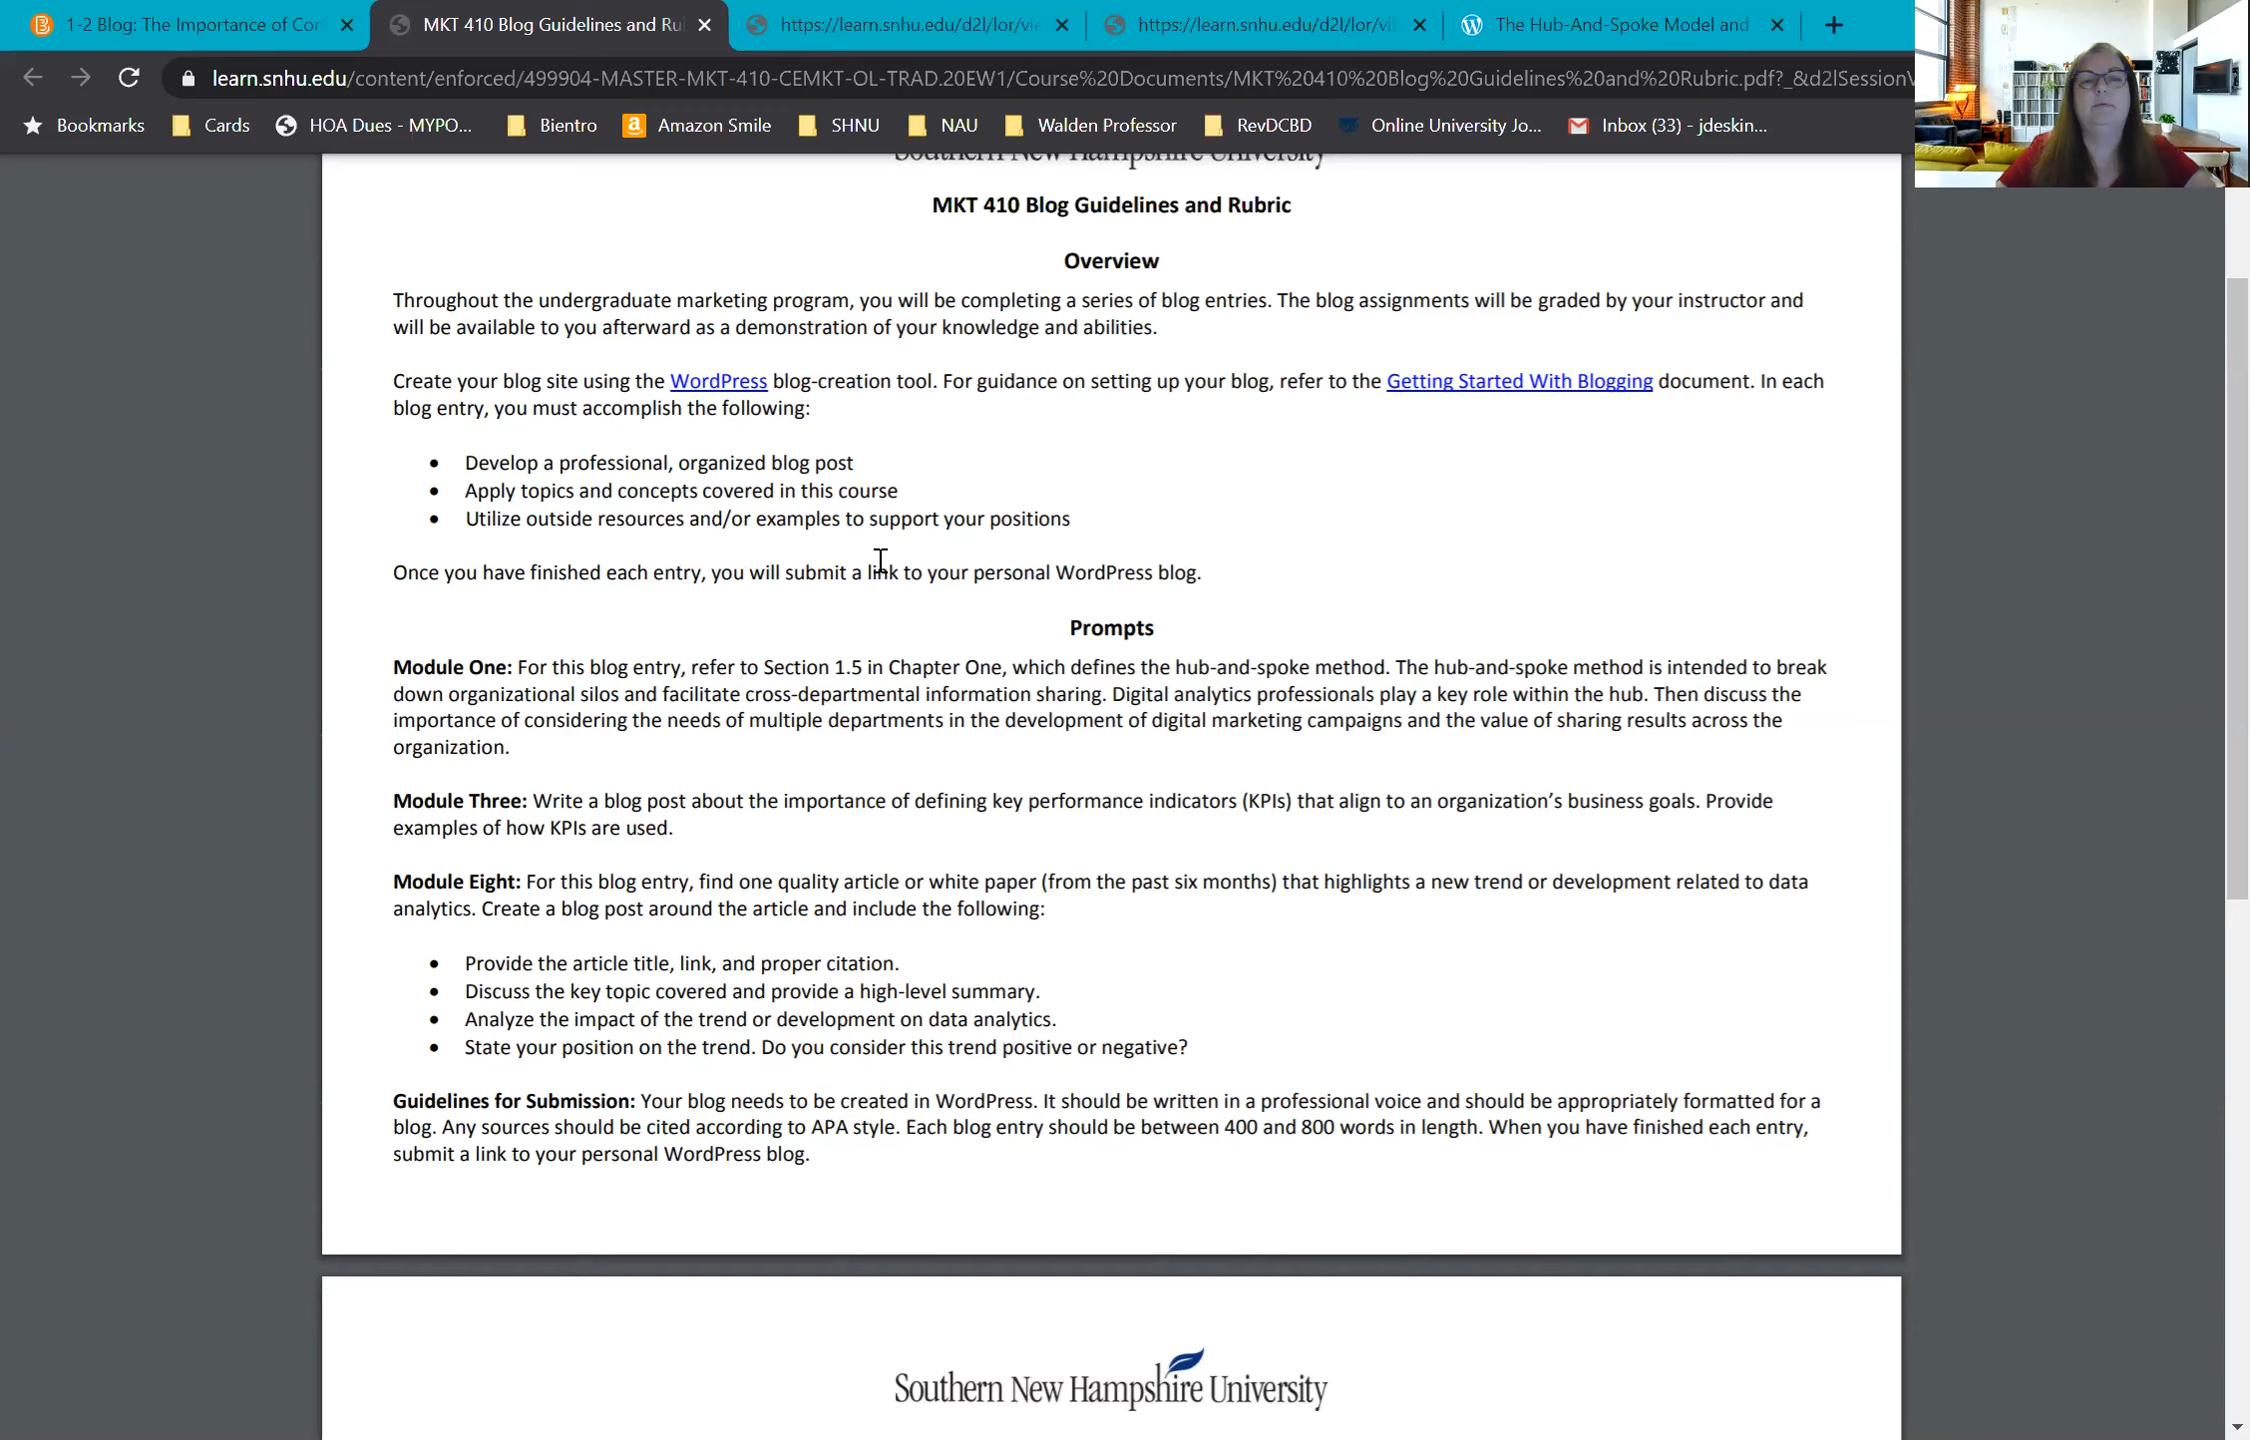 1-2 Blog: The Importance of Con
MKT 410 Blog Guidelines and Ru
https://learn.snhu.edu/d2l/lor/vie
https://learn.snhu.edu/d2l/lor/vi
The Hub-And-Spoke Model and
learn.snhu.edu/content/enforced/499904-MASTER-MKT-410-CEMKT-OL-TRAD.20EW1/Course%20Documents/MKT%20410%20Blog%20Guidelines%20and%20Rubric.pdf?_&d2lSessionV
Bookmarks Cards HOA Dues - MYPO... Bientro Amazon Smile SHNU NAU Walden Professor RevDCBD Online University Jo... Inbox (33) - jdeskin...
Southern New Hampshire University
MKT 410 Blog Guidelines and Rubric
Overview
Throughout the undergraduate marketing program, you will be completing a series of blog entries. The blog assignments will be graded by your instructor and
will be available to you afterward as a demonstration of your knowledge and abilities.
Create your blog site using the WordPress blog-creation tool. For guidance on setting up your blog, refer to the Getting Started With Blogging document. In each
blog entry, you must accomplish the following:
• Develop a professional, organized blog post
• Apply topics and concepts covered in this course
• Utilize outside resources and/or examples to support your positions
Once you have finished each entry, you will submit a link to your personal WordPress blog.
Prompts
Module One: For this blog entry, refer to Section 1.5 in Chapter One, which defines the hub-and-spoke method. The hub-and-spoke method is intended to break
down organizational silos and facilitate cross-departmental information sharing. Digital analytics professionals play a key role within the hub. Then discuss the
importance of considering the needs of multiple departments in the development of digital marketing campaigns and the value of sharing results across the
organization.
Module Three: Write a blog post about the importance of defining key performance indicators (KPIs) that align to an organization's business goals. Provide
examples of how KPIs are used.
Module Eight: For this blog entry, find one quality article or white paper (from the past six months) that highlights a new trend or development related to data
analytics. Create a blog post around the article and include the following:
• Provide the article title, link, and proper citation.
• Discuss the key topic covered and provide a high-level summary.
• Analyze the impact of the trend or development on data analytics.
• State your position on the trend. Do you consider this trend positive or negative?
Guidelines for Submission: Your blog needs to be created in WordPress. It should be written in a professional voice and should be appropriately formatted for a
blog. Any sources should be cited according to APA style. Each blog entry should be between 400 and 800 words in length. When you have finished each entry,
submit a link to your personal WordPress blog.
Southern New Hampshire University